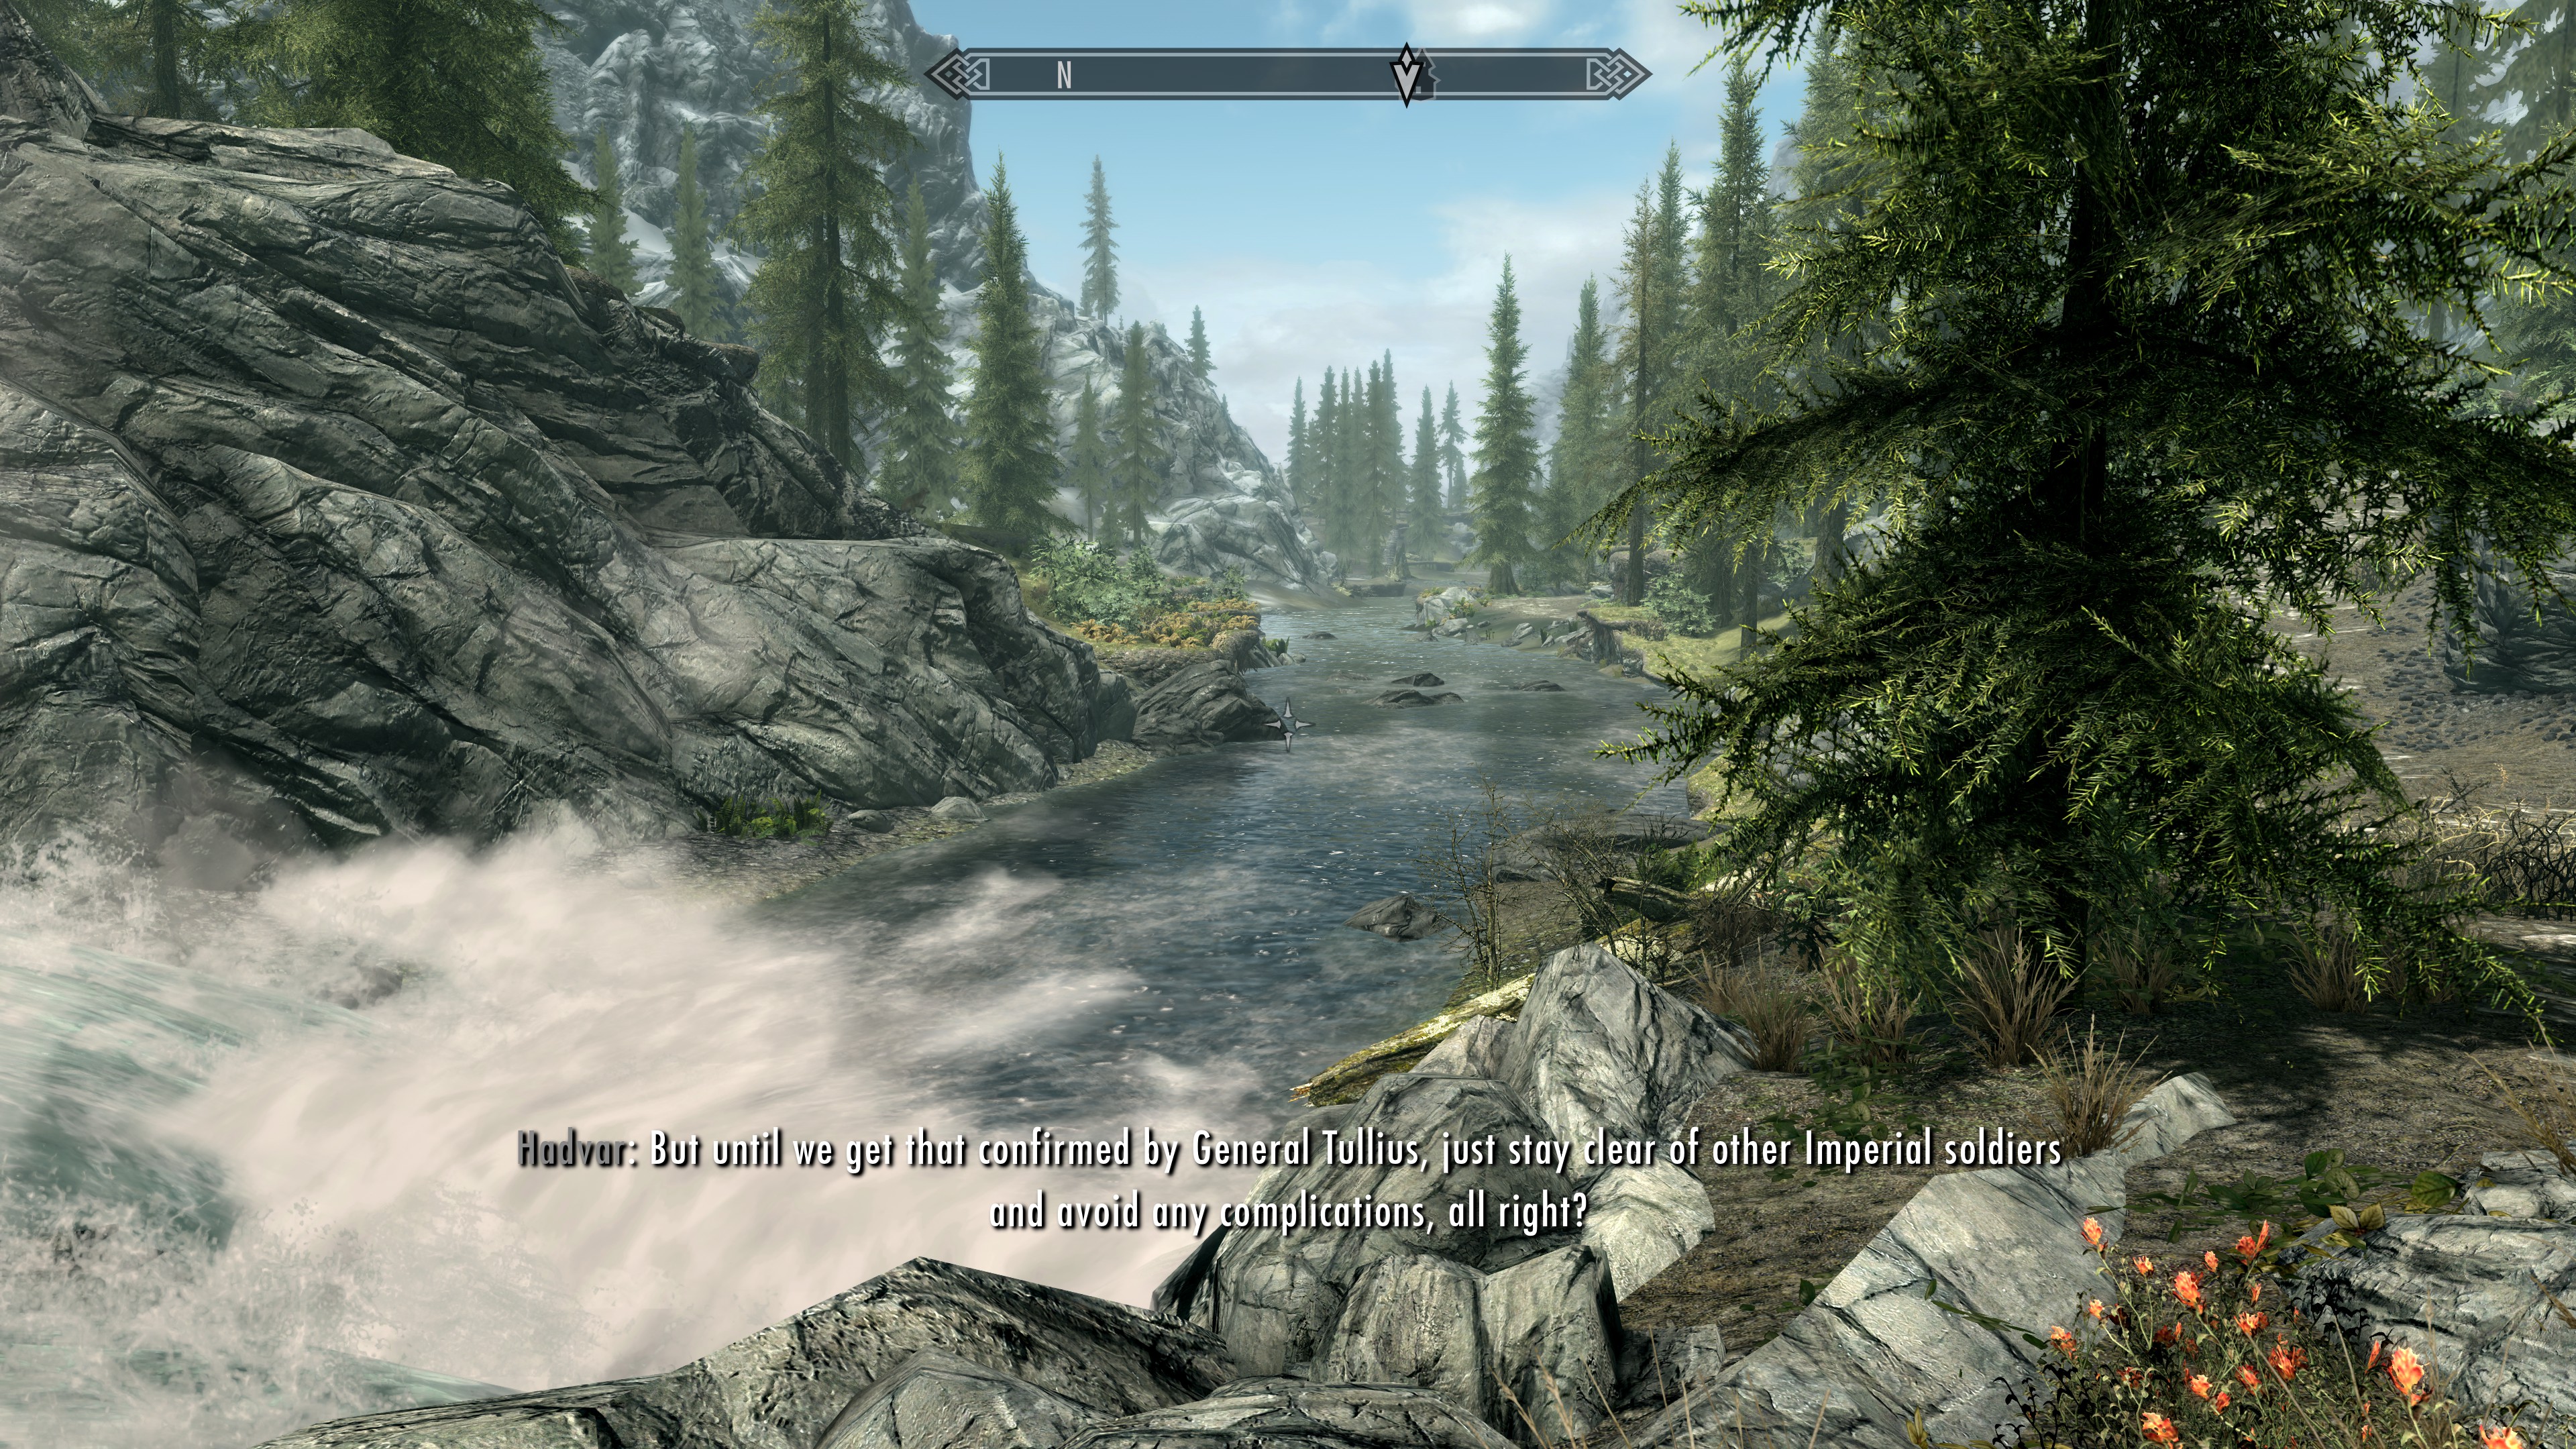 N
Hadvar: But until we get that confirmed by General Tullius, just stay clear of other Imperial soldiers
and avoid any complications, all right?